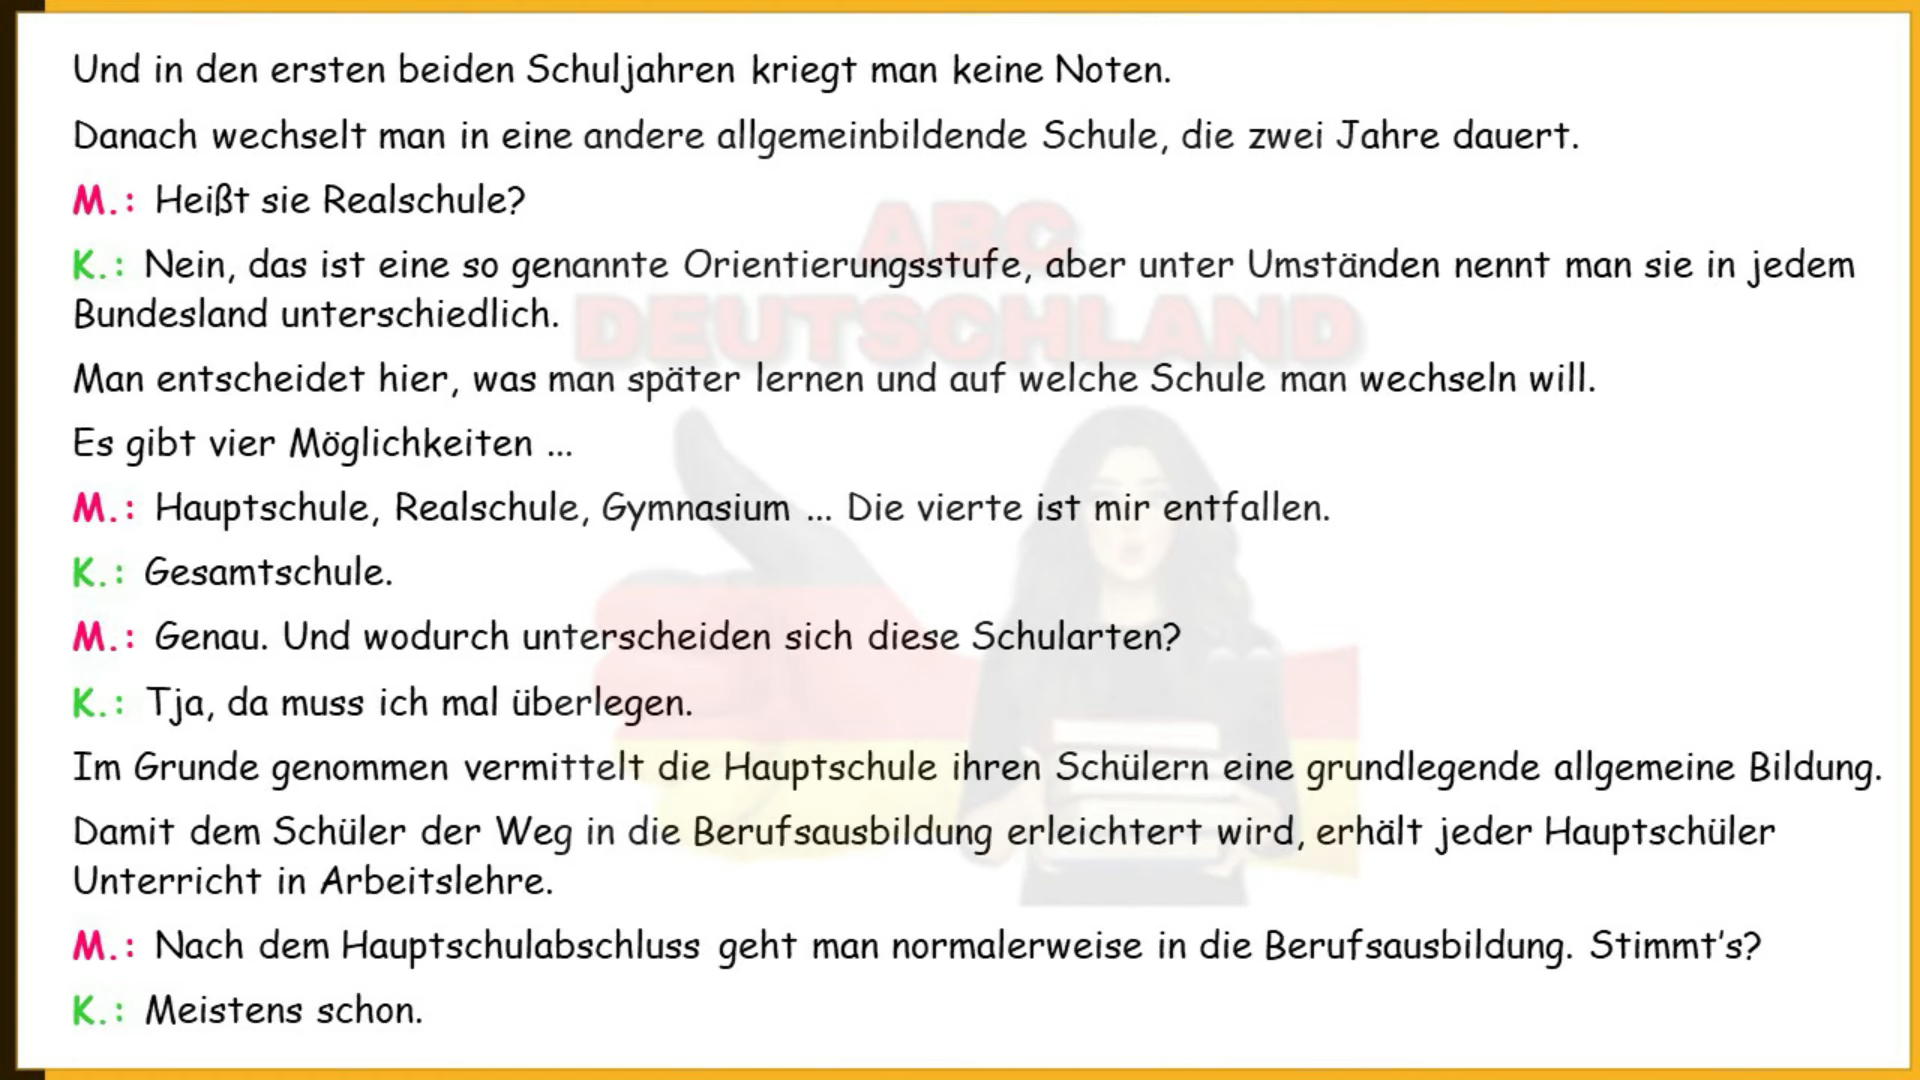 Und in den ersten beiden Schuljahren kriegt man keine Noten.
Danach wechselt man in eine andere allgemeinbildende Schule, die zwei Jahre dauert.
M.: Heißt sie Realschule?
K.: Nein, das ist eine so genannte Orientierungsstufe, aber unter Umständen nennt man sie in jedem
Bundesland unterschiedlich.
Man entscheidet hier, was man später lernen und auf welche Schule man wechseln will.
Es gibt vier Möglichkeiten ...
M.: Hauptschule, Realschule, Gymnasium ... Die vierte ist mir entfallen.
K.: Gesamtschule.
M.: Genau. Und wodurch unterscheiden sich diese Schularten?
K.: Tja, da muss ich mal überlegen.
Im Grunde genommen vermittelt die Hauptschule ihren Schülern eine grundlegende allgemeine Bildung.
Damit dem Schüler der Weg in die Berufsausbildung erleichtert wird, erhält jeder Hauptschüler
Unterricht in Arbeitslehre.
M.: Nach dem Hauptschulabschluss geht man normalerweise in die Berufsausbildung. Stimmt's?
K.: Meistens schon.
ABC
DEUTSCHLAND